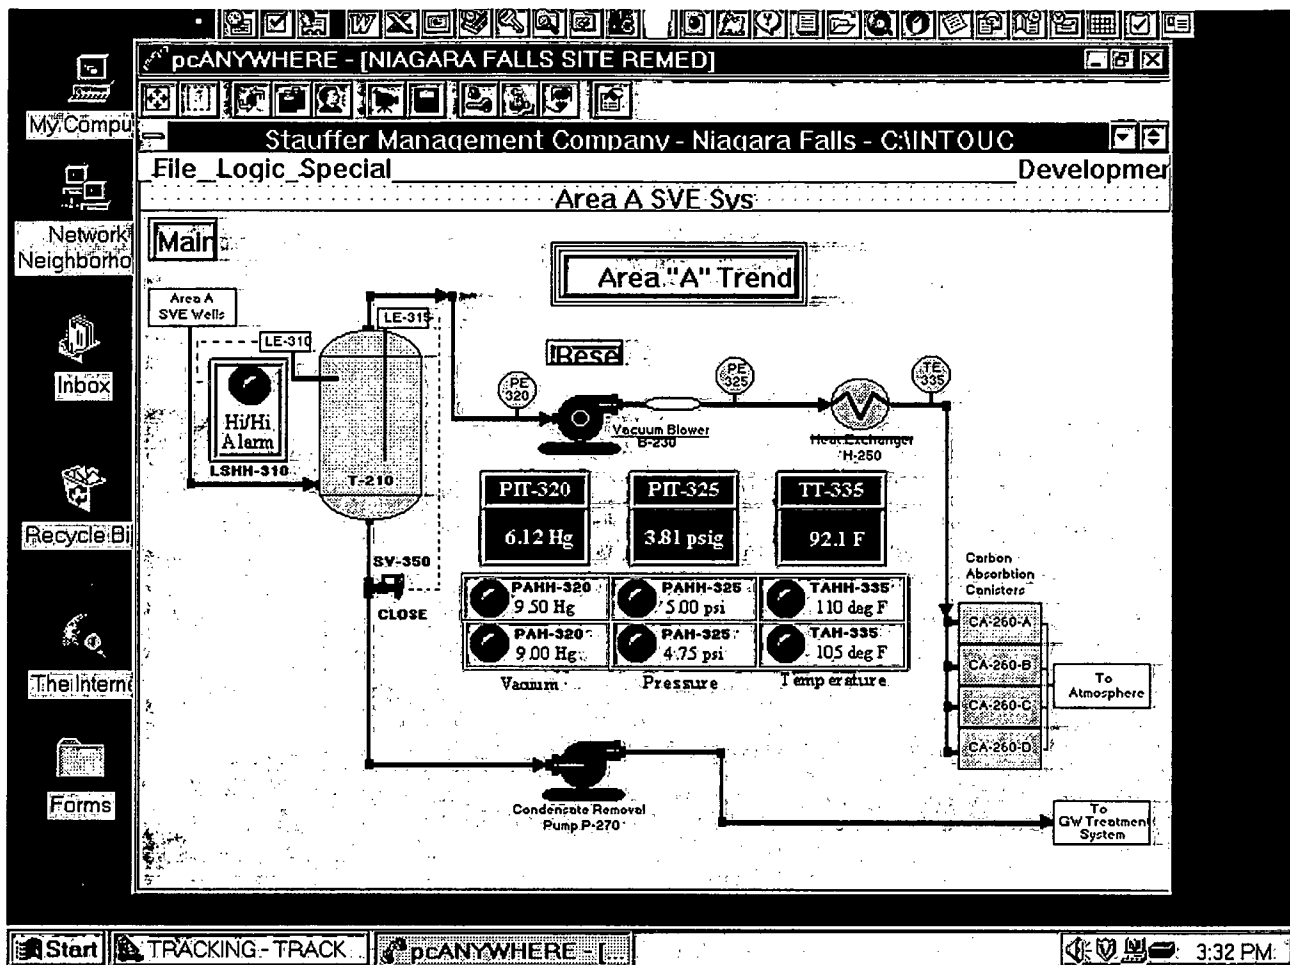 pcANYWHERE - [NIAGARA FALLS SITE REMED]
My Compu
Stauffer Management Company - Niagara Falls - C:\INTOUC
File Logic Special Developmen
Area A SVE Sys
Network
Neighborho
Main
Area "A" Trend
Area A
SVE Wells
LE-315
LE-310
Rese
Inbox
PE
320
PE
325
TE
335
Hi/Hi
Alarm
LSHH-310
Vacuum Blower
B-230
Heat Exchanger
H-250
T-210
PIT-320 PIT-325 TT-335
6.12 Hg 3.81 psig 92.1 F
Recycle Bi
SV-350
CLOSE
PAHH-320 PAHH-325 TAHH-335
9.50 Hg 5.00 psi 110 deg F
PAH-320 PAH-325 TAH-335
9.00 Hg 4.75 psi 105 deg F
Vacuum Pressure Temperature
Carbon
Absorbtion
Canisters
CA-260-A
CA-260-B
CA-260-C
CA-260-D
To
Atmosphere
The Interne
Forms
Condensate Removal
Pump P-270
To
GW Treatment
System
Start TRACKING - TRACK... pcANYWHERE - [... 3:32 PM